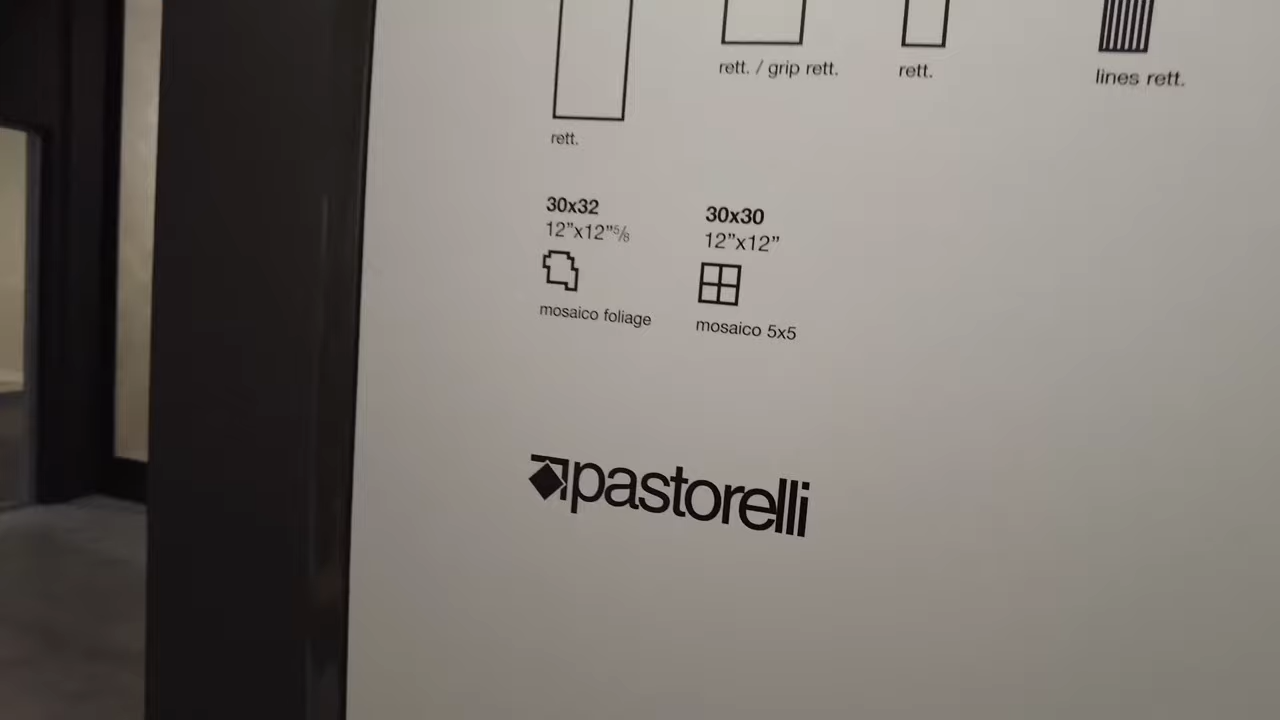 rett. / grip rett.
rett.
lines rett.
rett.
30x32
12”x12”⅝
mosaico foliage
30x30
12”x12”
mosaico 5x5
pastorelli